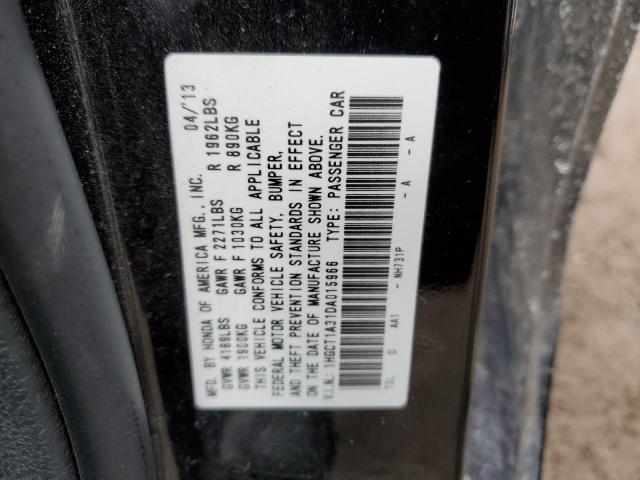 MFD. BY HONDA OF AMERICA MFG., INC. 04/'13
GVWR 4189LBS GAWR F 2271LBS R 1962LBS
GVWR 1900KG GAWR F 1030KG R 890KG
THIS VEHICLE CONFORMS TO ALL APPLICABLE
FEDERAL MOTOR VEHICLE SAFETY, BUMPER,
AND THEFT PREVENTION STANDARDS IN EFFECT
ON THE DATE OF MANUFACTURE SHOWN ABOVE.
V.I.N.: 1HGCT1A31DA015966 TYPE: PASSENGER CAR
13L D AA1 - NH731P - A - A